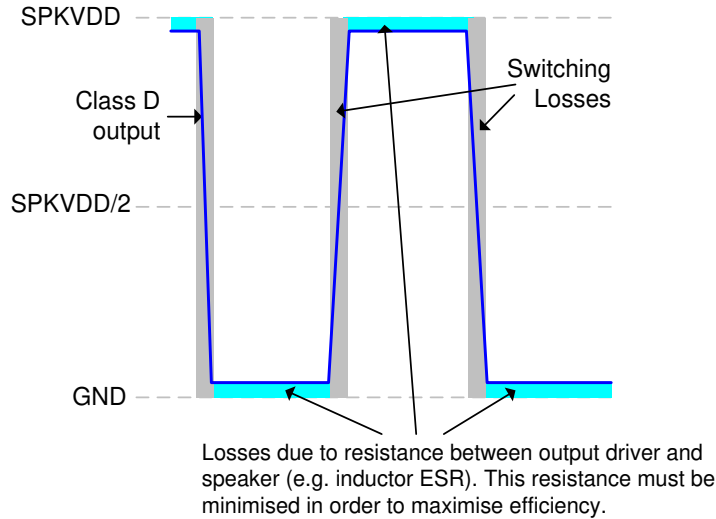 SPKVDD
Class D
output
Switching
Losses
SPKVDD/2
GND
Losses due to resistance between output driver and
speaker (e.g. inductor ESR). This resistance must be
minimised in order to maximise efficiency.